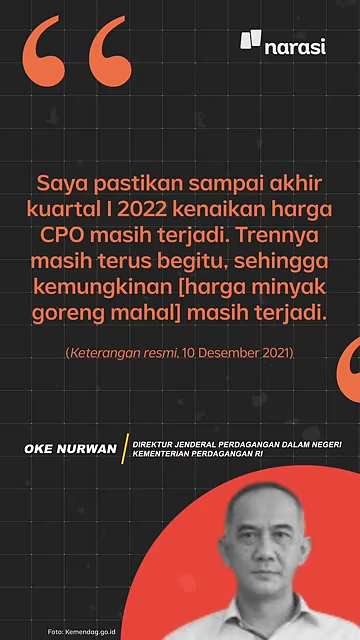 narasi
Saya pastikan sampai akhir
kuartal I 2022 kenaikan harga
CPO masih terjadi. Trennya
masih terus begitu, sehingga
kemungkinan [harga minyak
goreng mahal] masih terjadi.
(Keterangan resmi. 10 Desember 2021)
OKE NURWAN
DIREKTUR JENDERAL PERDAGANGAN DALAM NEGERI
KEMENTERIAN PERDAGANGAN RI
Foto: Kemendag.go.id